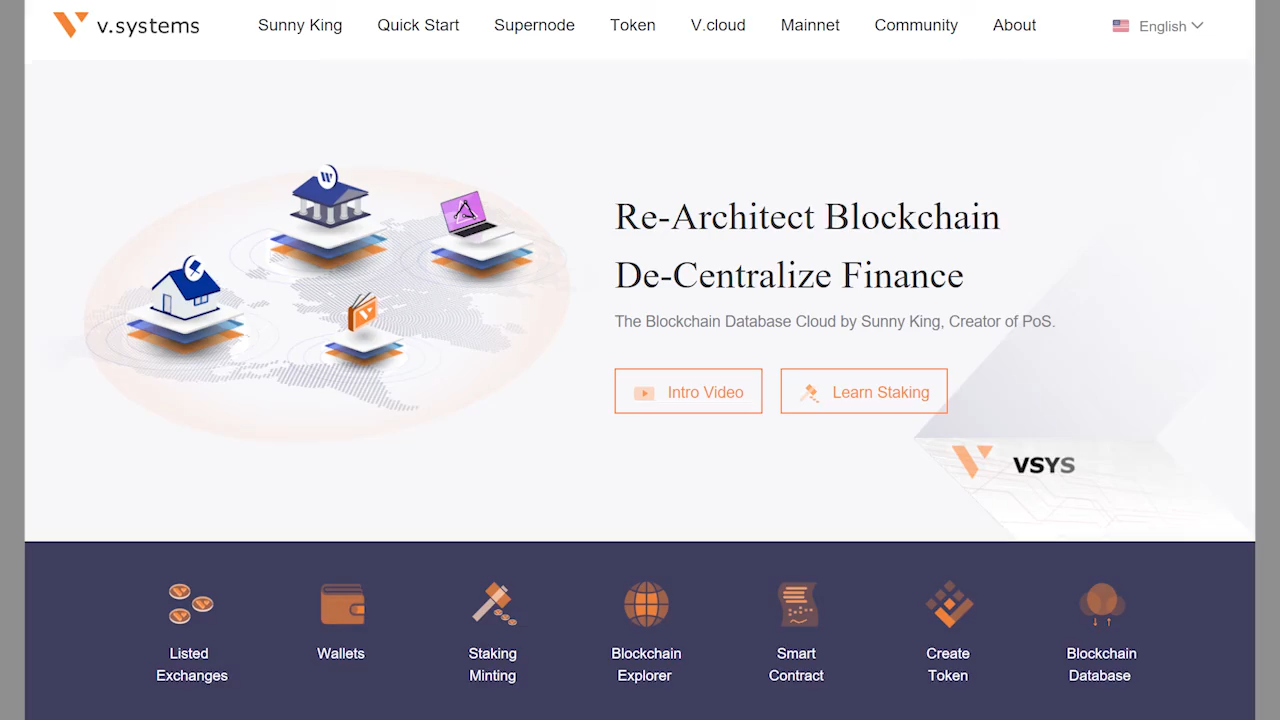 v.systems
Sunny King
Quick Start
Supernode
Token
V.cloud
Mainnet
Community
About
English
Re-Architect Blockchain
De-Centralize Finance
The Blockchain Database Cloud by Sunny King, Creator of PoS.
Intro Video
Learn Staking
VSYS
Listed
Exchanges
Wallets
Staking
Minting
Blockchain
Explorer
Smart
Contract
Create
Token
Blockchain
Database